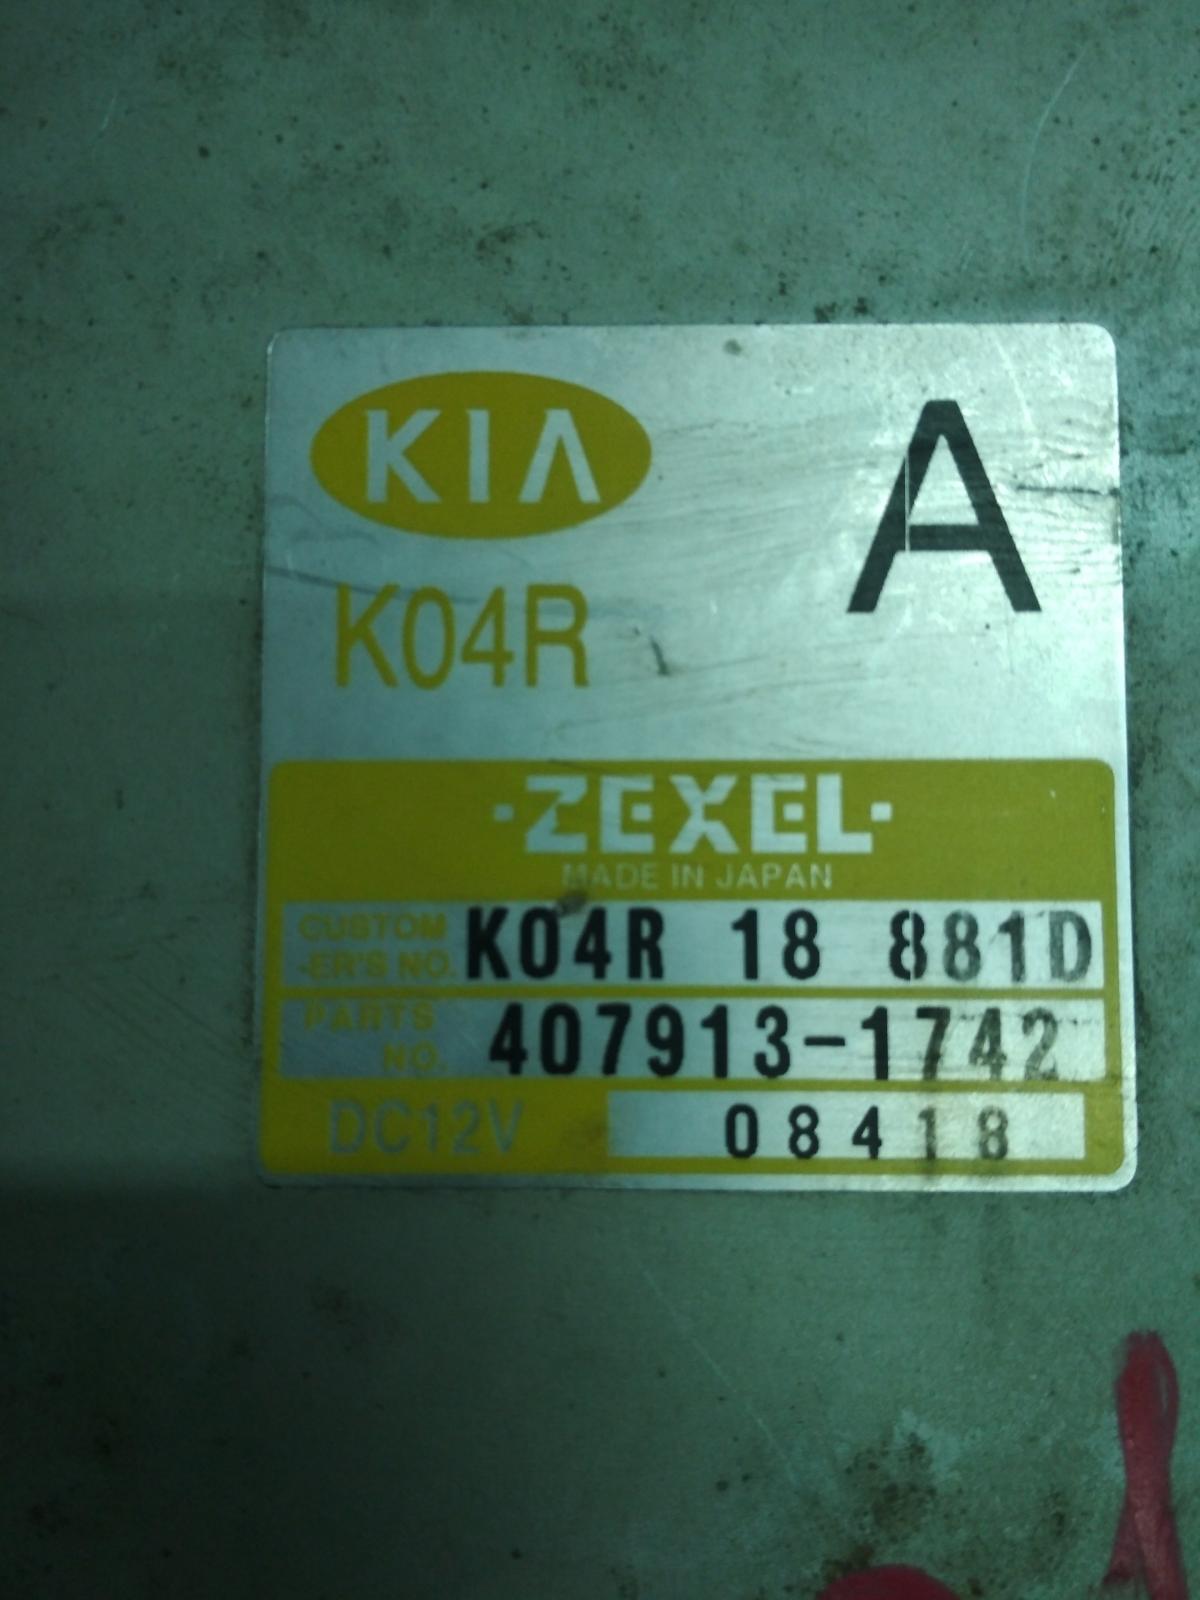 KIA
A
K04R
·ZEXEL·
MADE IN JAPAN
CUSTOM
-ER'S NO. K04R 18 881D
PARTS
NO. 407913-1742
DC12V 08418